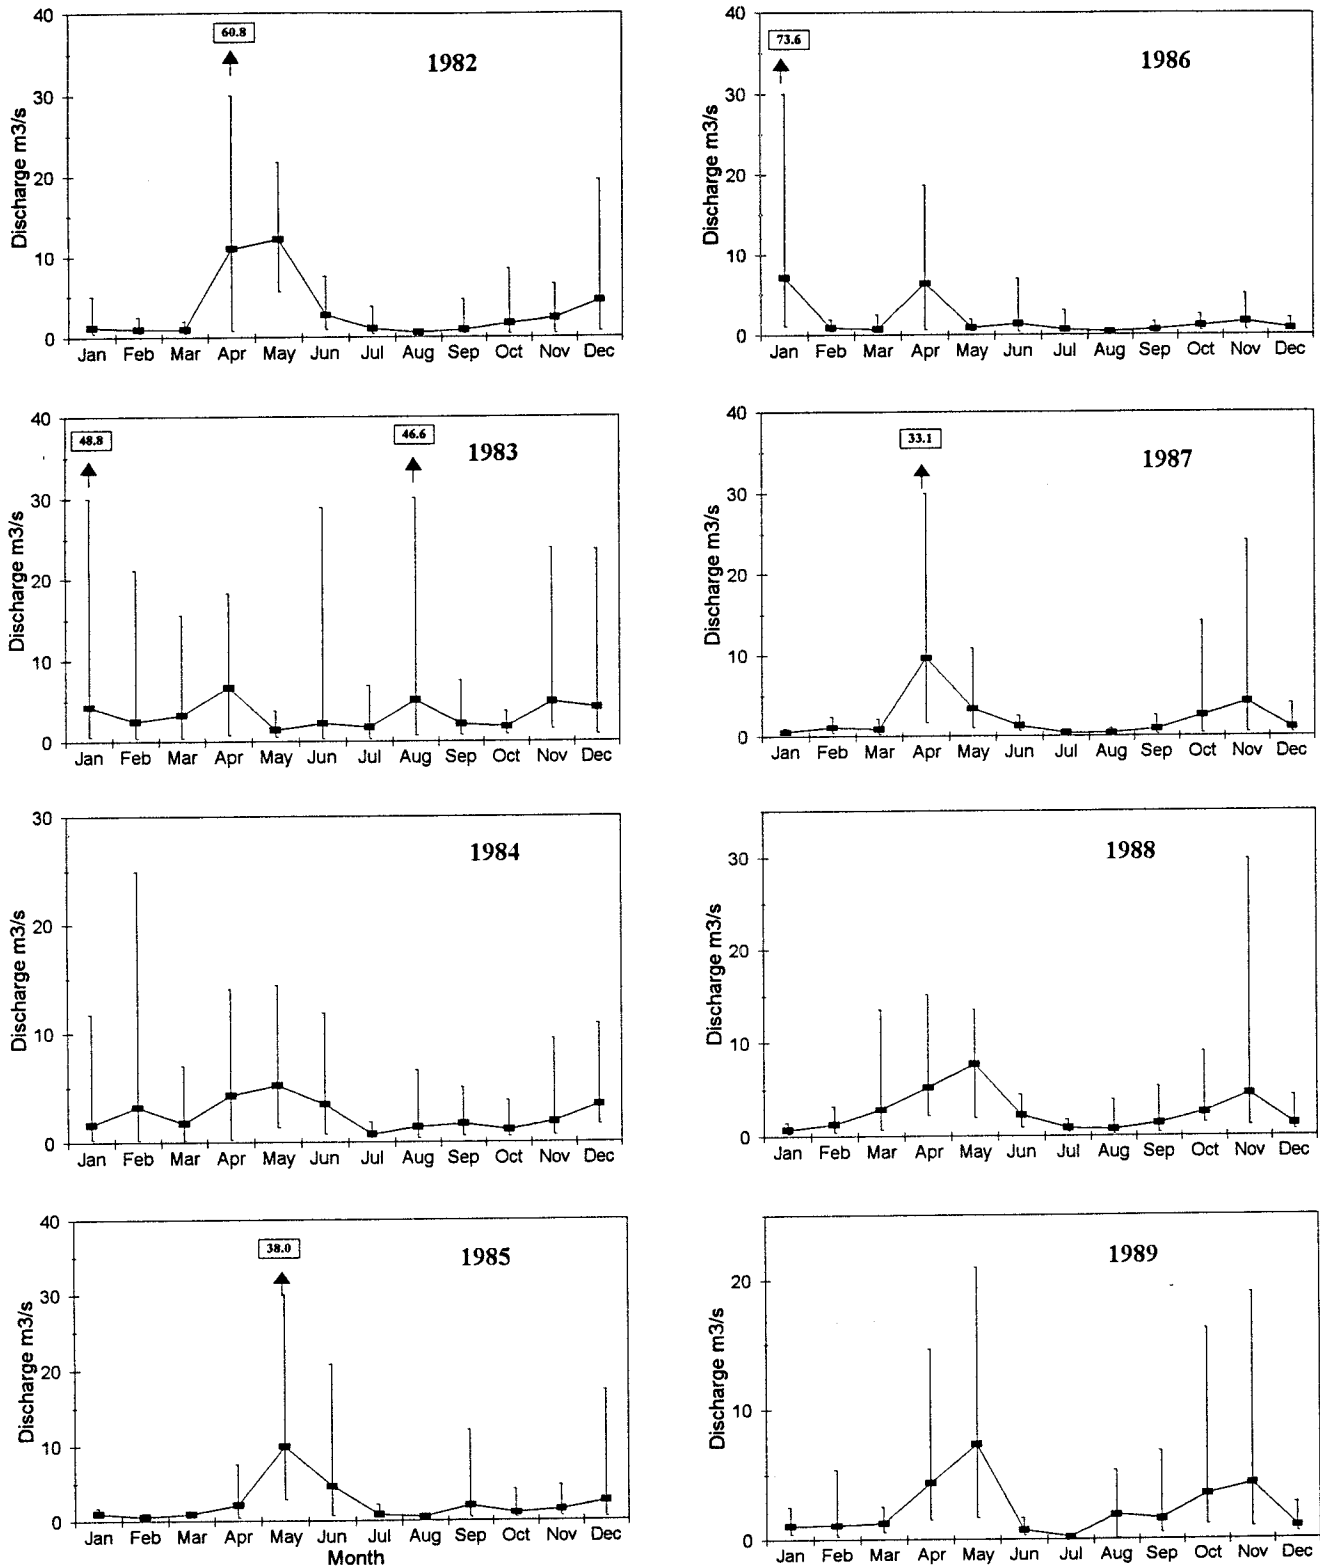 40
30
20
10
0
Discharge m3/s
60.8
1982
Jan Feb Mar Apr May Jun Jul Aug Sep Oct Nov Dec
40
30
20
10
0
Discharge m3/s
73.6
1986
Jan Feb Mar Apr May Jun Jul Aug Sep Oct Nov Dec
40
30
20
10
0
Discharge m3/s
48.8
46.6
1983
Jan Feb Mar Apr May Jun Jul Aug Sep Oct Nov Dec
40
30
20
10
0
Discharge m3/s
33.1
1987
Jan Feb Mar Apr May Jun Jul Aug Sep Oct Nov Dec
30
20
10
0
Discharge m3/s
1984
Jan Feb Mar Apr May Jun Jul Aug Sep Oct Nov Dec
30
20
10
0
Discharge m3/s
1988
Jan Feb Mar Apr May Jun Jul Aug Sep Oct Nov Dec
40
30
20
10
0
Discharge m3/s
38.0
1985
Jan Feb Mar Apr May Jun Jul Aug Sep Oct Nov Dec
Month
20
10
0
Discharge m3/s
1989
Jan Feb Mar Apr May Jun Jul Aug Sep Oct Nov Dec